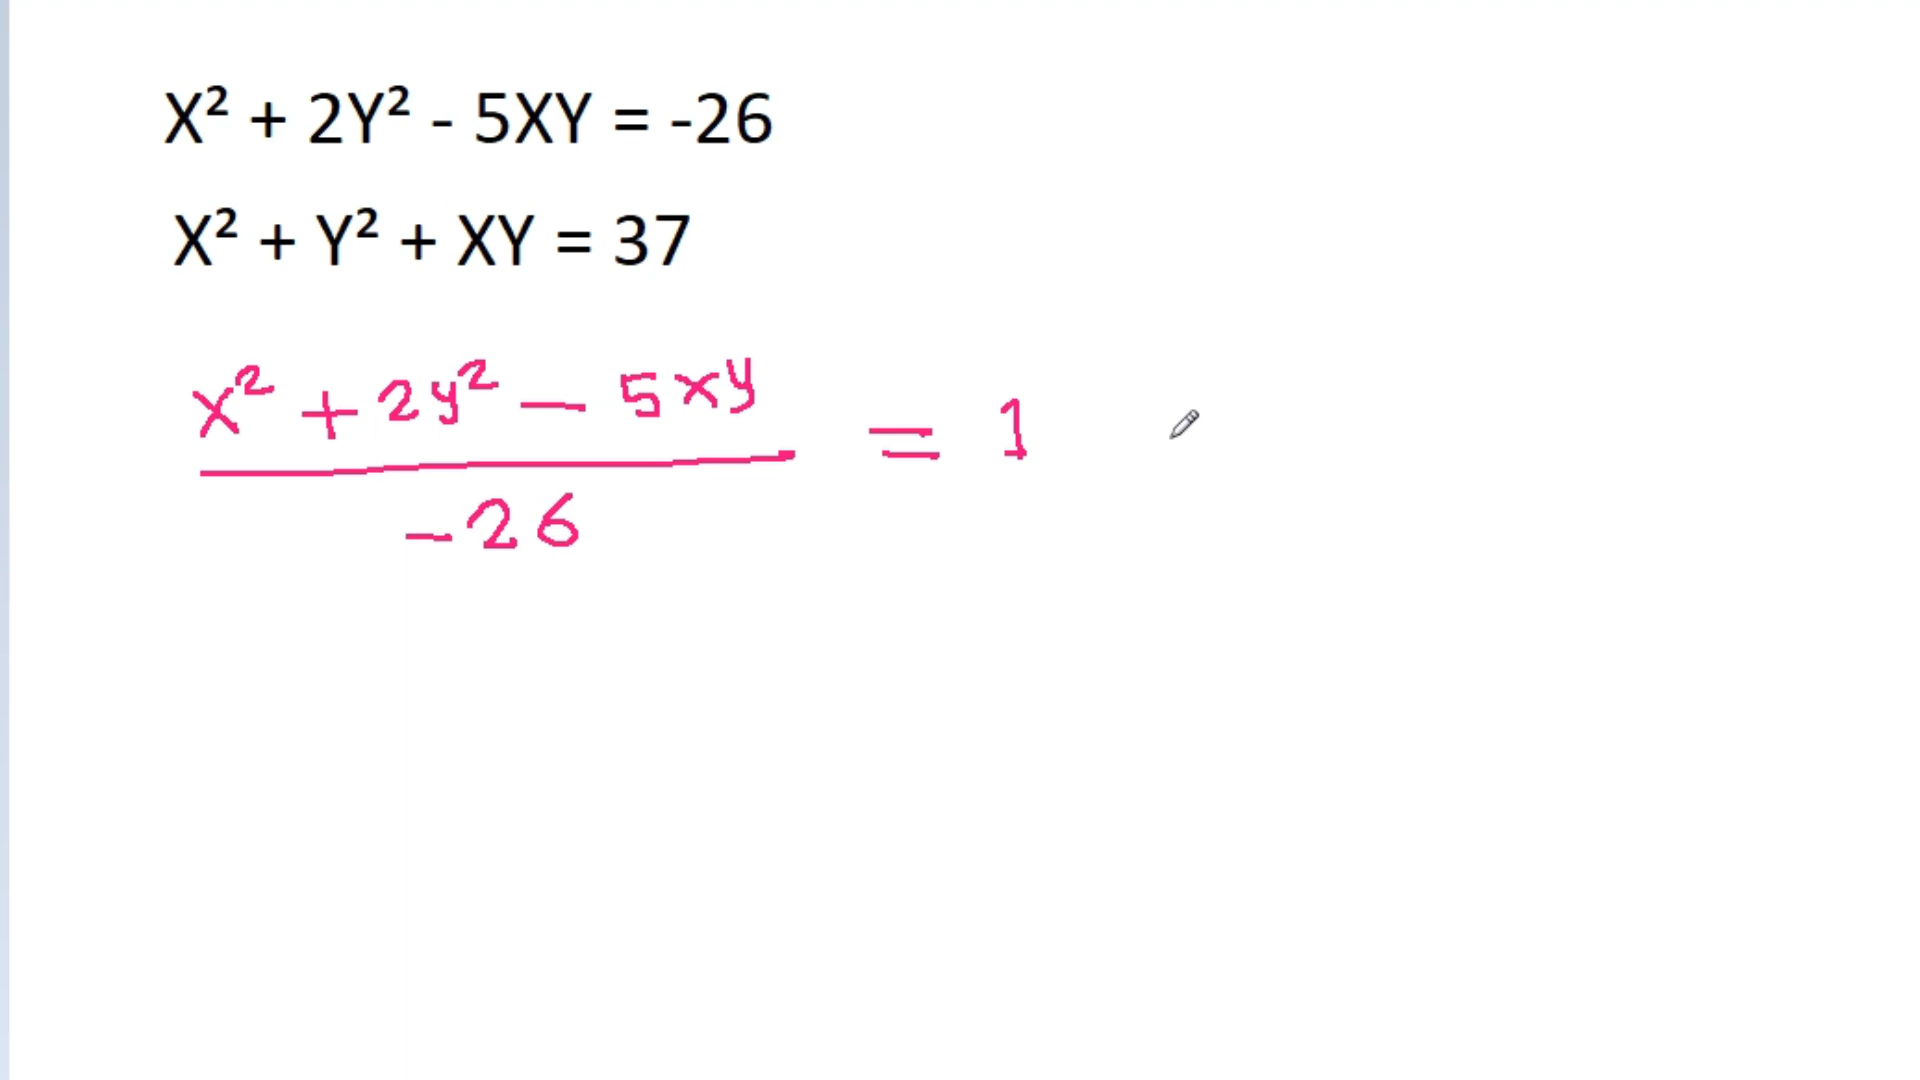 X² + 2Y² - 5XY = -26
X² + Y² + XY = 37
x² + 2y² - 5xy
= 1
-26